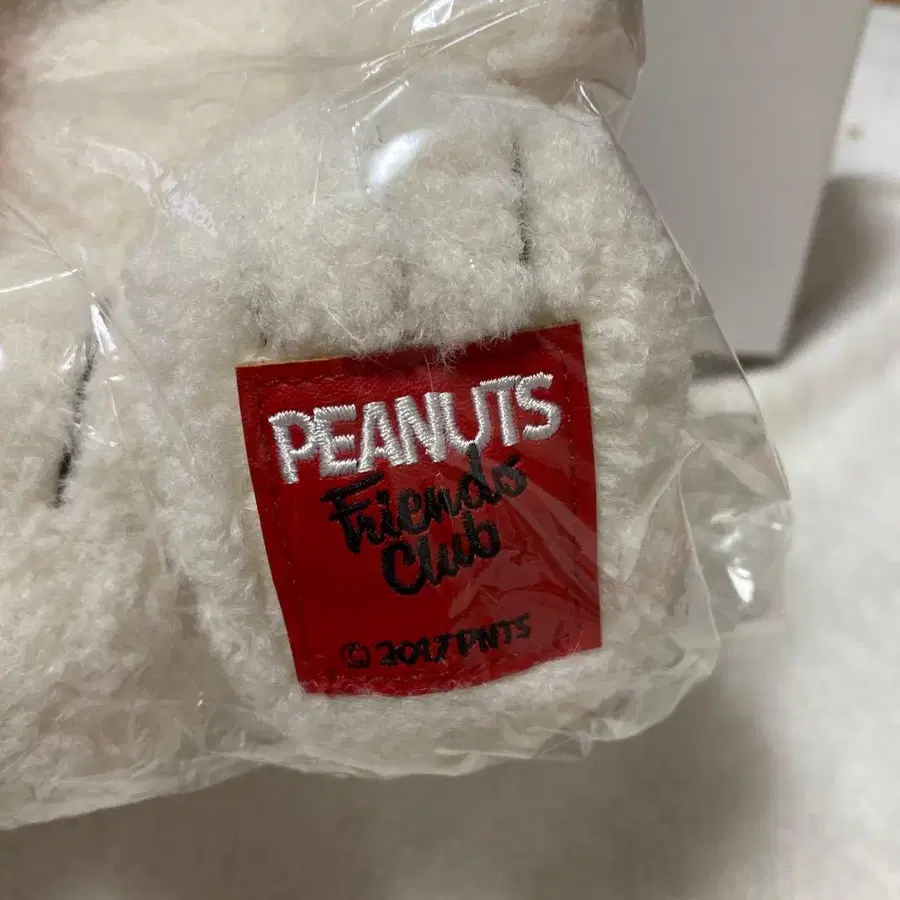 PEANUTS
Friends
Club
© 2017 PNTS